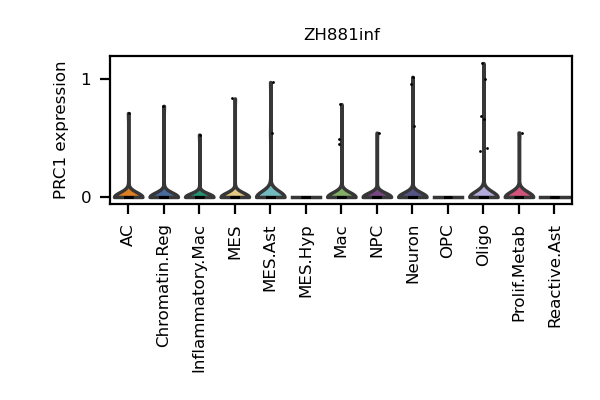 ZH881inf
PRC1 expression
1
0
AC
Chromatin.Reg
Inflammatory.Mac
MES
MES.Ast
MES.Hyp
Mac
NPC
Neuron
OPC
Oligo
Prolif.Metab
Reactive.Ast